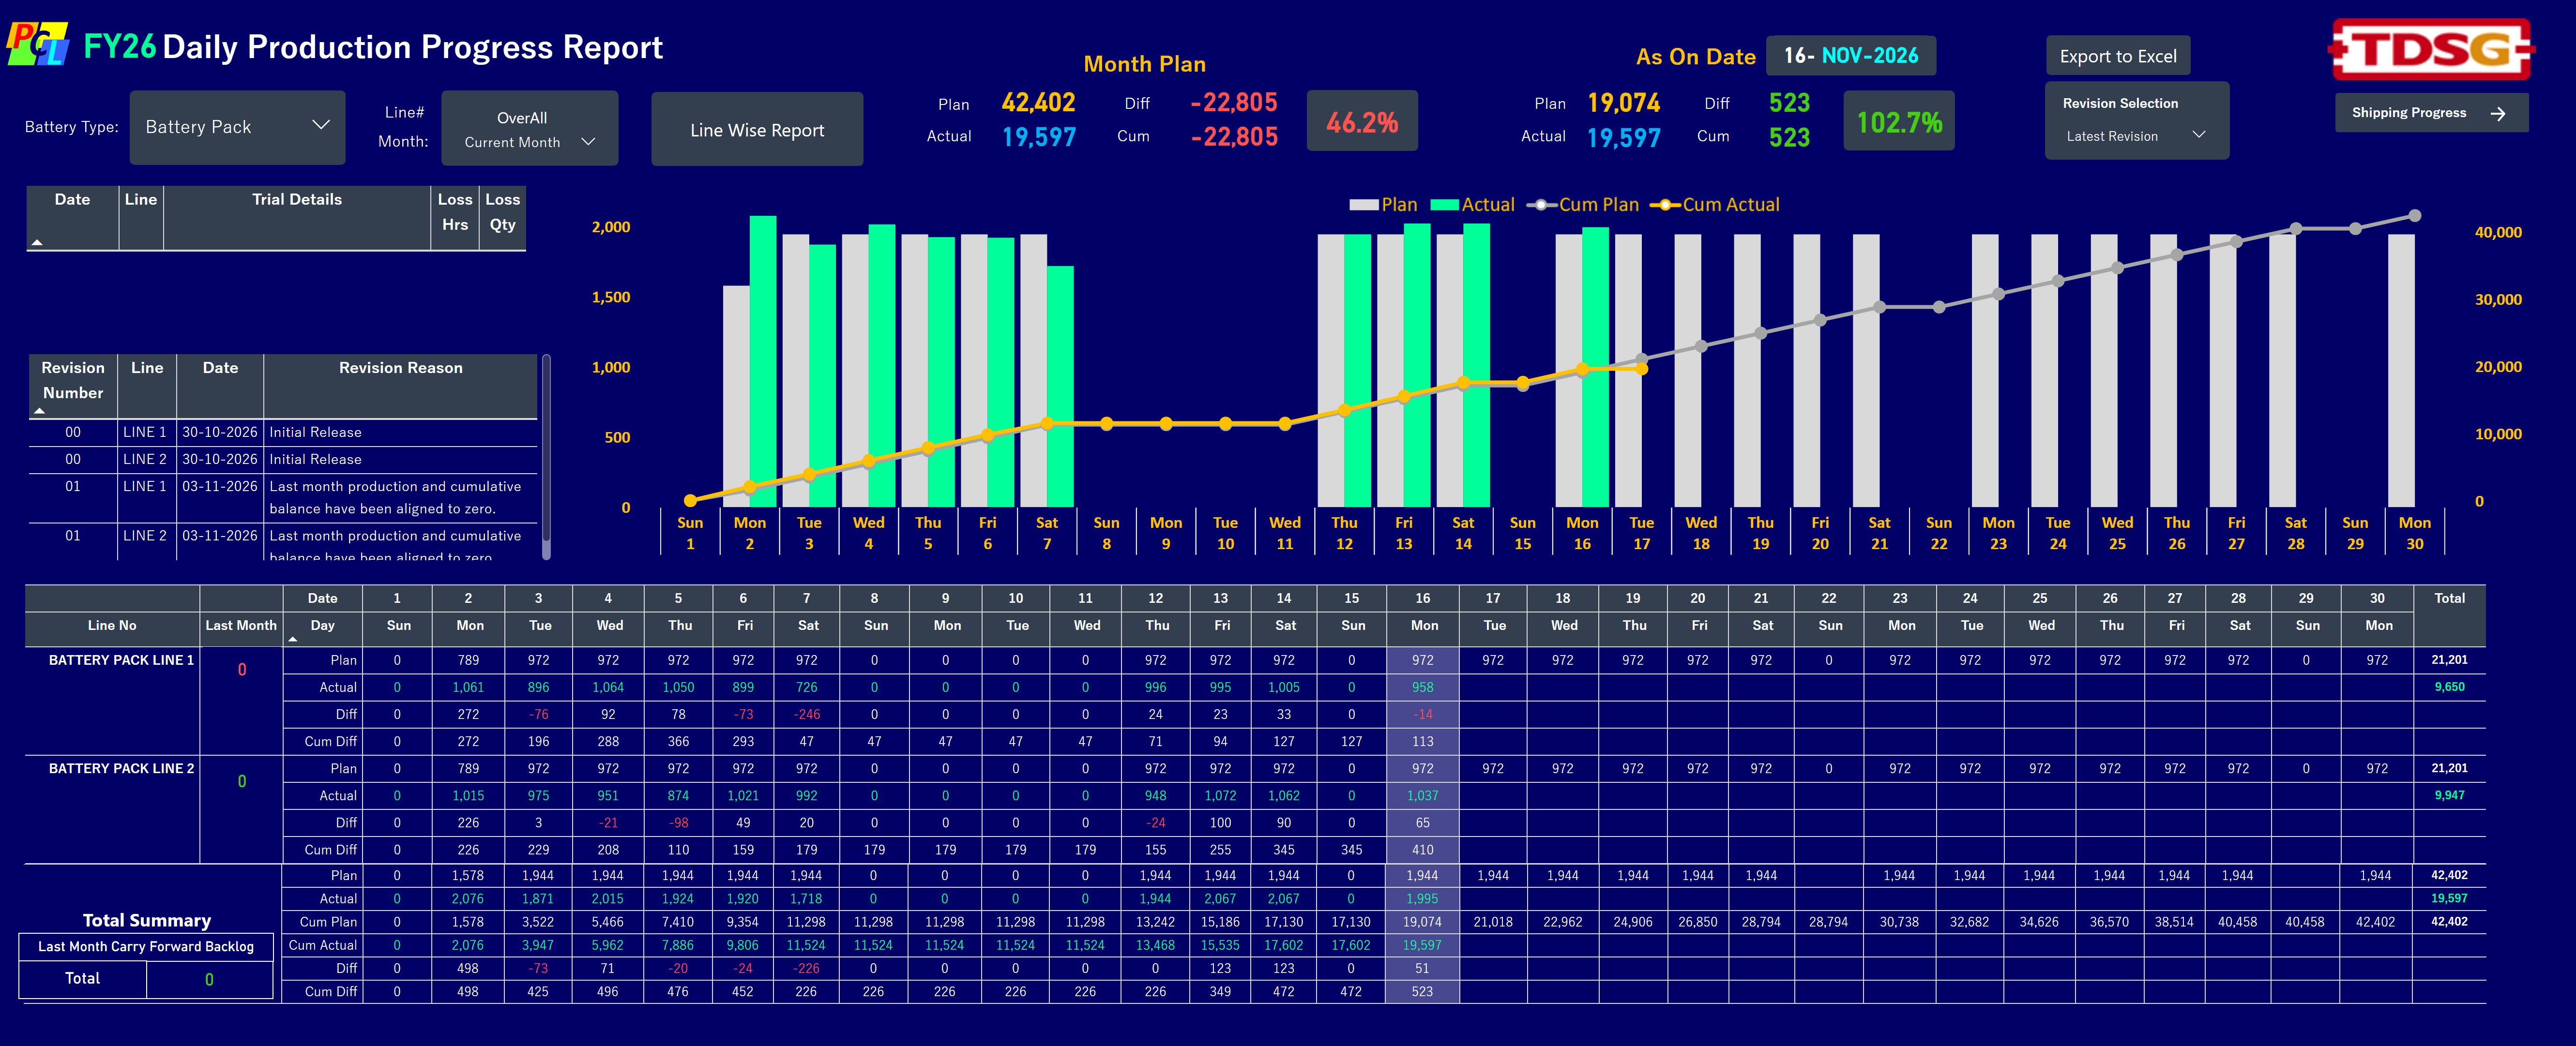 PCL FY26 Daily Production Progress Report
Month Plan
As On Date 16- NOV-2026
Export to Excel
TDSG
Battery Type: Battery Pack
Line# OverAll
Month: Current Month
Line Wise Report
Plan 42,402 Diff -22,805
Actual 19,597 Cum -22,805
46.2%
Plan 19,074 Diff 523
Actual 19,597 Cum 523
102.7%
Revision Selection
Latest Revision
Shipping Progress →
Date Line Trial Details Loss Hrs Loss Qty
Revision Number Line Date Revision Reason
00 LINE 1 30-10-2026 Initial Release
00 LINE 2 30-10-2026 Initial Release
01 LINE 1 03-11-2026 Last month production and cumulative
balance have been aligned to zero.
01 LINE 2 03-11-2026 Last month production and cumulative
balance have been aligned to zero
Plan Actual Cum Plan Cum Actual
2,000
1,500
1,000
500
0
40,000
30,000
20,000
10,000
0
Sun Mon Tue Wed Thu Fri Sat Sun Mon Tue Wed Thu Fri Sat Sun Mon Tue Wed Thu Fri Sat Sun Mon Tue Wed Thu Fri Sat Sun Mon
1 2 3 4 5 6 7 8 9 10 11 12 13 14 15 16 17 18 19 20 21 22 23 24 25 26 27 28 29 30
Date 1 2 3 4 5 6 7 8 9 10 11 12 13 14 15 16 17 18 19 20 21 22 23 24 25 26 27 28 29 30 Total
Line No Last Month Day Sun Mon Tue Wed Thu Fri Sat Sun Mon Tue Wed Thu Fri Sat Sun Mon Tue Wed Thu Fri Sat Sun Mon Tue Wed Thu Fri Sat Sun Mon
BATTERY PACK LINE 1 0 Plan 0 789 972 972 972 972 972 0 0 0 0 972 972 972 0 972 972 972 972 972 972 0 972 972 972 972 972 972 0 972 21,201
Actual 0 1,061 896 1,064 1,050 899 726 0 0 0 0 996 995 1,005 0 958 9,650
Diff 0 272 -76 92 78 -73 -246 0 0 0 0 24 23 33 0 -14
Cum Diff 0 272 196 288 366 293 47 47 47 47 47 71 94 127 127 113
BATTERY PACK LINE 2 0 Plan 0 789 972 972 972 972 972 0 0 0 0 972 972 972 0 972 972 972 972 972 972 0 972 972 972 972 972 972 0 972 21,201
Actual 0 1,015 975 951 874 1,021 992 0 0 0 0 948 1,072 1,062 0 1,037 9,947
Diff 0 226 3 -21 -98 49 20 0 0 0 0 -24 100 90 0 65
Cum Diff 0 226 229 208 110 159 179 179 179 179 179 155 255 345 345 410
Plan 0 1,578 1,944 1,944 1,944 1,944 1,944 0 0 0 0 1,944 1,944 1,944 0 1,944 1,944 1,944 1,944 1,944 1,944 1,944 1,944 1,944 1,944 1,944 1,944 1,944 42,402
Actual 0 2,076 1,871 2,015 1,924 1,920 1,718 0 0 0 0 1,944 2,067 2,067 0 1,995 19,597
Total Summary
Cum Plan 0 1,578 3,522 5,466 7,410 9,354 11,298 11,298 11,298 11,298 11,298 13,242 15,186 17,130 17,130 19,074 21,018 22,962 24,906 26,850 28,794 28,794 30,738 32,682 34,626 36,570 38,514 40,458 40,458 42,402 42,402
Last Month Carry Forward Backlog
Cum Actual 0 2,076 3,947 5,962 7,886 9,806 11,524 11,524 11,524 11,524 11,524 13,468 15,535 17,602 17,602 19,597
Total 0
Diff 0 498 -73 71 -20 -24 -226 0 0 0 0 0 123 123 0 51
Cum Diff 0 498 425 496 476 452 226 226 226 226 226 226 349 472 472 523